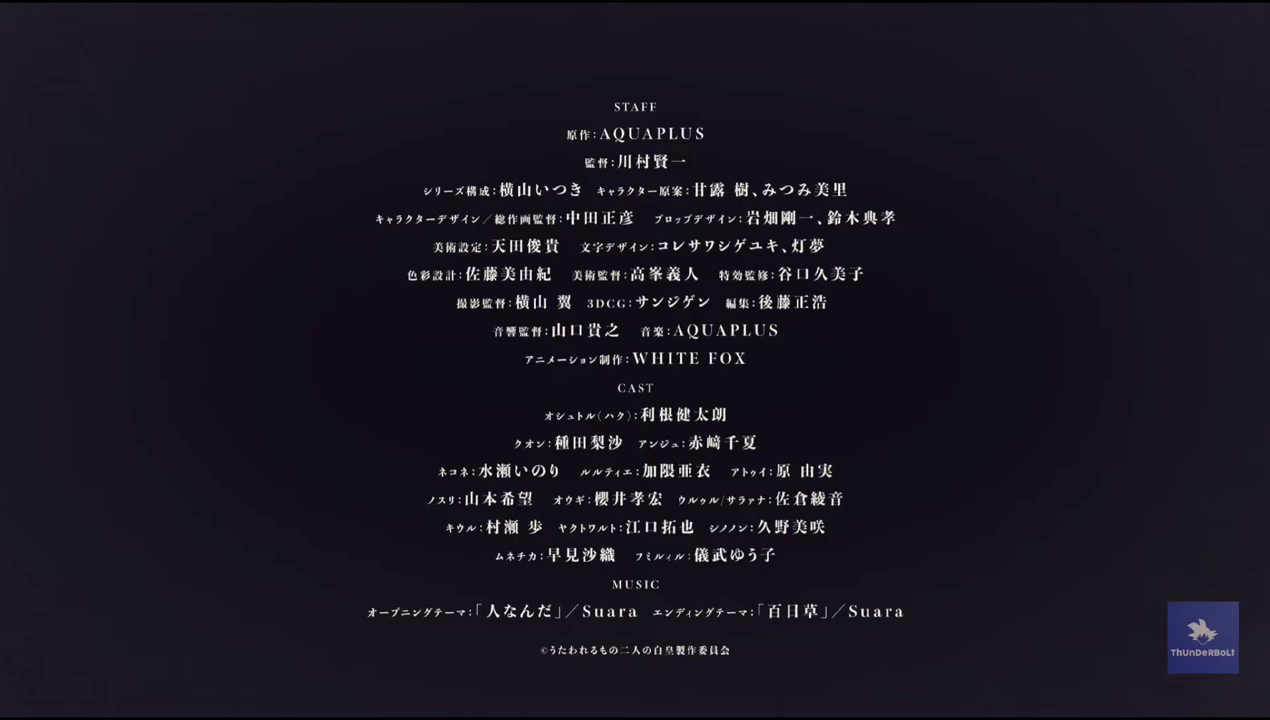 STAFF
原作：AQUAPLUS
監督：川村賢一
シリーズ構成：横山いつき　キャラクター原案：甘露 樹、みつみ美里
キャラクターデザイン／総作画監督：中田正彦　プロップデザイン：岩畑剛一、鈴木典孝
美術設定：天田俊貴　文字デザイン：コレサワシゲユキ、灯夢
色彩設計：佐藤美由紀　美術監督：高峯義人　特効監修：谷口久美子
撮影監督：横山 翼　3DCG：サンジゲン　編集：後藤正浩
音響監督：山口貴之　音楽：AQUAPLUS
アニメーション制作：WHITE FOX
CAST
オシュトル（ハク）：利根健太朗
クオン：種田梨沙　アンジュ：赤﨑千夏
ネコネ：水瀬いのり　ルルティエ：加隈亜衣　アトゥイ：原 由実
ノスリ：山本希望　オウギ：櫻井孝宏　ウルゥル/サラァナ：佐倉綾音
キウル：村瀬 歩　ヤクトワルト：江口拓也　シノノン：久野美咲
ムネチカ：早見沙織　フミルィル：儀武ゆう子
MUSIC
オープニングテーマ：「人なんだ」／Suara　エンディングテーマ：「百日草」／Suara
©うたわれるもの二人の白皇製作委員会
ThUnDeRBoLt